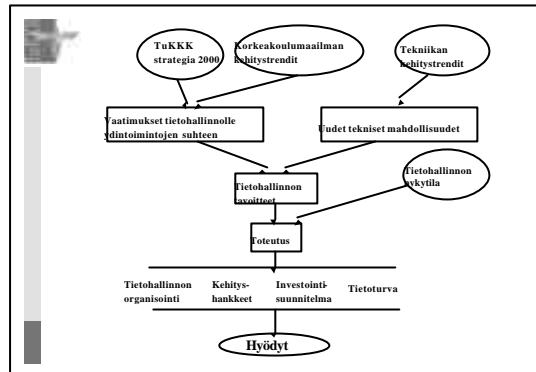 TuKKK
strategia 2000
Korkeakoulumaailman
kehitystrendit
Tekniikan
kehitystrendit
Vaatimukset tietohallinnolle
ydintoimintojen suhteen
Uudet tekniset mahdollisuudet
Tietohallinnon
tavoitteet
Tietohallinnon
nykytila
Toteutus
Tietohallinnon
organisointi
Kehitys-
hankkeet
Investointi-
suunnitelma
Tietoturva
Hyödyt